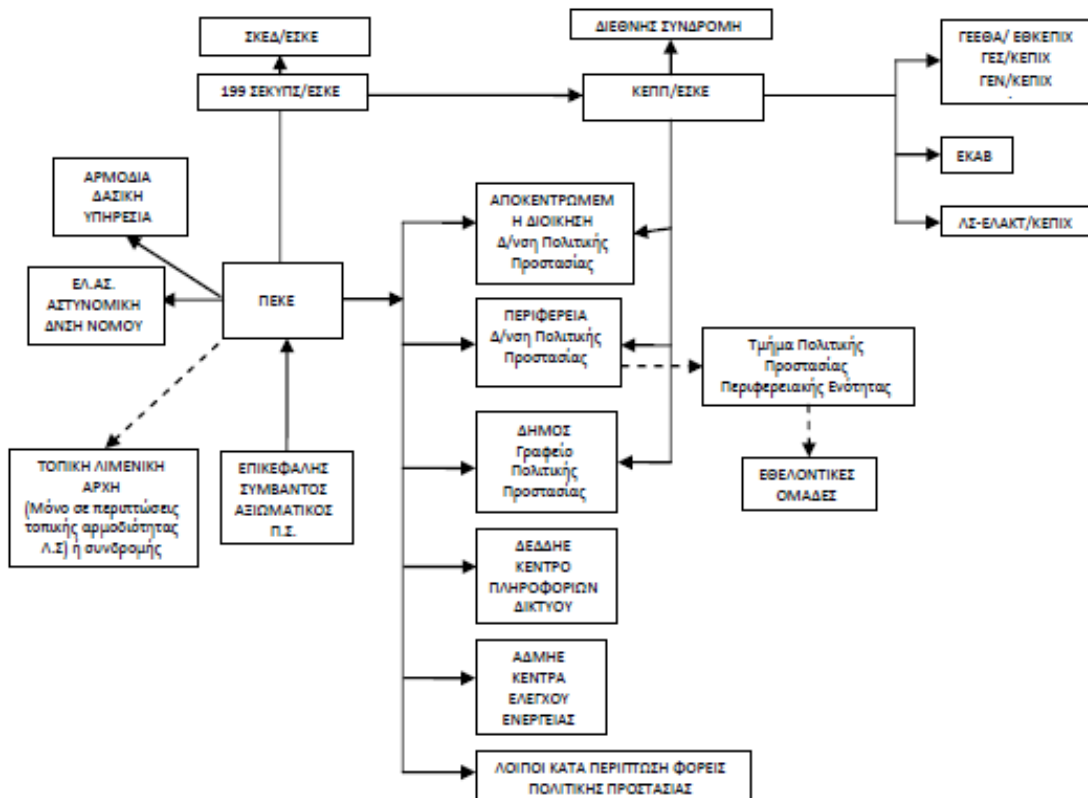 ΣΚΕΔ/ΕΣΚΕ
ΔΙΕΘΝΗΣ ΣΥΝΔΡΟΜΗ
199 ΣΕΚΥΠΣ/ΕΣΚΕ
ΚΕΠΠ/ΕΣΚΕ
ΓΕΕΘΑ/ ΕΘΚΕΠΙΧ
ΓΕΣ/ΚΕΠΙΧ
ΓΕΝ/ΚΕΠΙΧ
.
ΕΚΑΒ
ΛΣ-ΕΛΑΚΤ/ΚΕΠΙΧ
ΑΡΜΟΔΙΑ
ΔΑΣΙΚΗ
ΥΠΗΡΕΣΙΑ
ΕΛ.ΑΣ.
ΑΣΤΥΝΟΜΙΚΗ
ΔΝΣΗ ΝΟΜΟΥ
ΠΕΚΕ
ΤΟΠΙΚΗ ΛΙΜΕΝΙΚΗ
ΑΡΧΗ
(Μόνο σε περιπτώσεις
τοπικής αρμοδιότητας
Λ.Σ) ή συνδρομής
ΕΠΙΚΕΦΑΛΗΣ
ΣΥΜΒΑΝΤΟΣ
ΑΞΙΩΜΑΤΙΚΟΣ
Π.Σ.
ΑΠΟΚΕΝΤΡΩΜΕΜ
Η ΔΙΟΙΚΗΣΗ
Δ/νση Πολιτικής
Προστασίας
ΠΕΡΙΦΕΡΕΙΑ
Δ/νση Πολιτικής
Προστασίας
Τμήμα Πολιτικής
Προστασίας
Περιφερειακής Ενότητας
ΕΘΕΛΟΝΤΙΚΕΣ
ΟΜΑΔΕΣ
ΔΗΜΟΣ
Γραφείο
Πολιτικής
Προστασίας
ΔΕΔΔΗΕ
ΚΕΝΤΡΟ
ΠΛΗΡΟΦΟΡΙΩΝ
ΔΙΚΤΥΟΥ
ΑΔΜΗΕ
ΚΕΝΤΡΑ
ΕΛΕΓΧΟΥ
ΕΝΕΡΓΕΙΑΣ
ΛΟΙΠΟΙ ΚΑΤΑ ΠΕΡΙΠΤΩΣΗ ΦΟΡΕΙΣ
ΠΟΛΙΤΙΚΗΣ ΠΡΟΣΤΑΣΙΑΣ